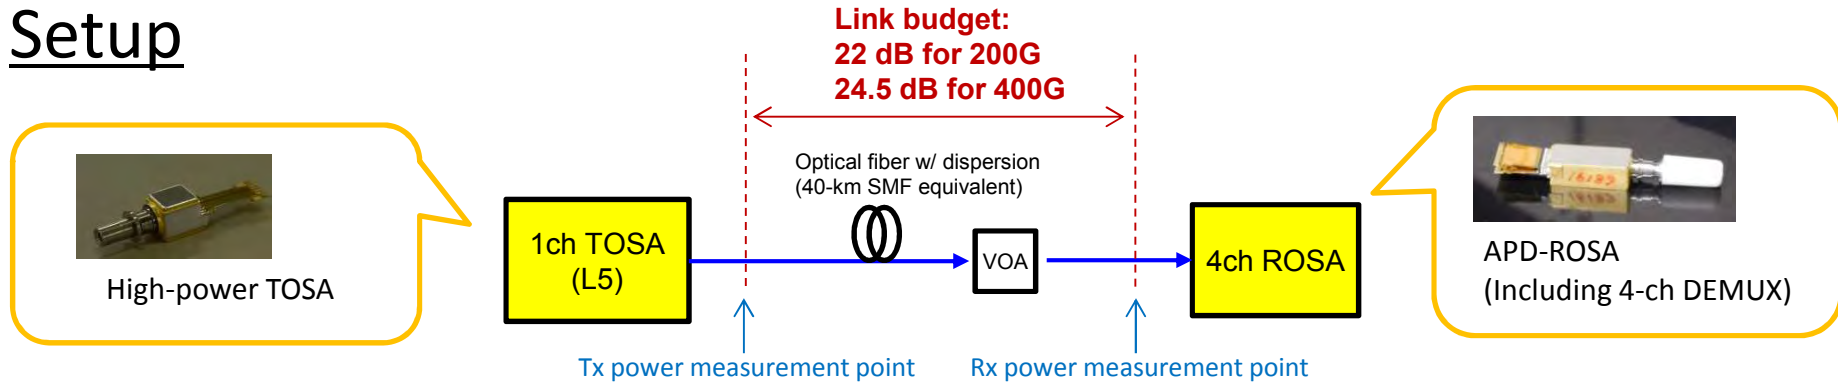 Setup
Link budget:
22 dB for 200G
24.5 dB for 400G
High-power TOSA
1ch TOSA
(L5)
Optical fiber w/ dispersion
(40-km SMF equivalent)
VOA
4ch ROSA
APD-ROSA
(Including 4-ch DEMUX)
Tx power measurement point
Rx power measurement point